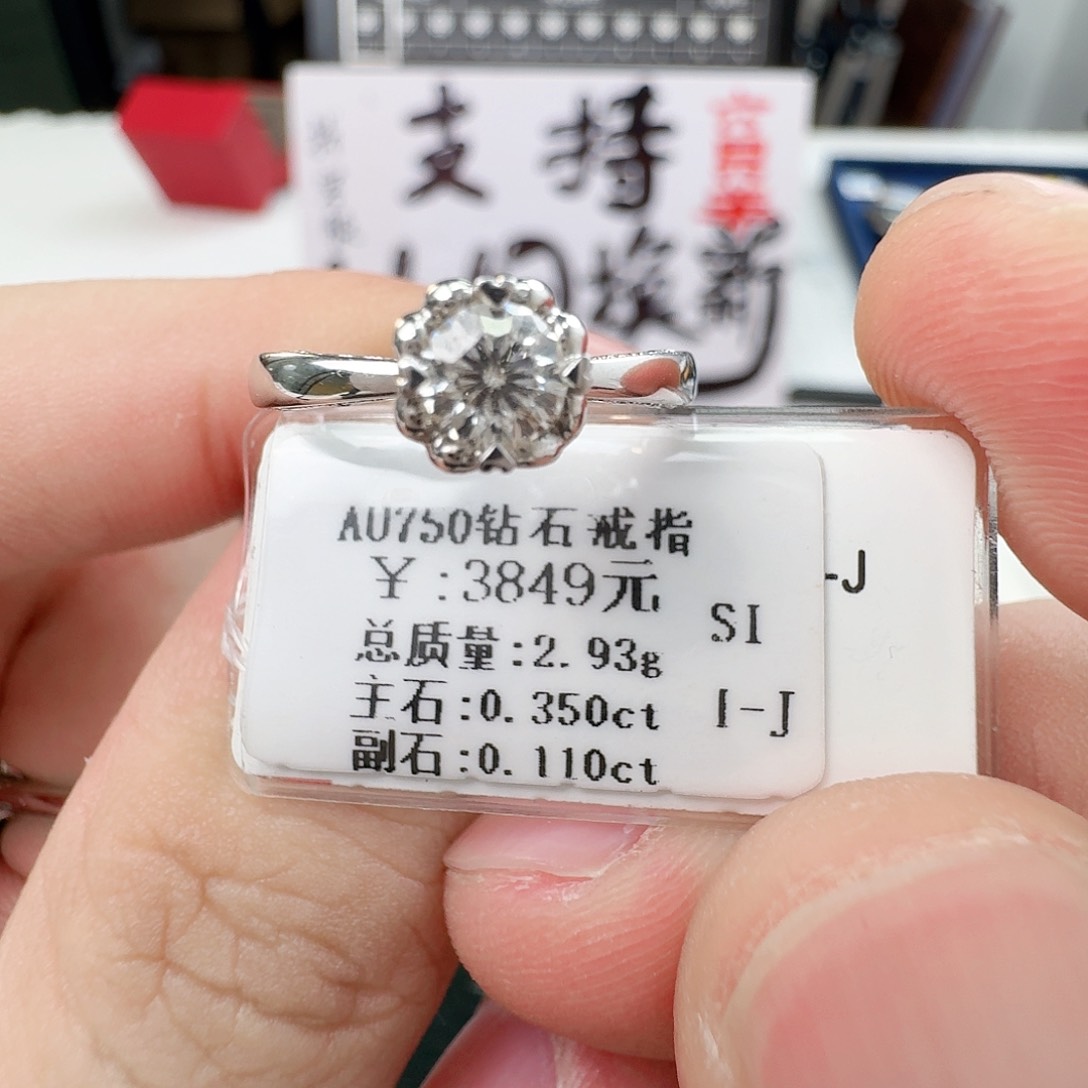 支持
AU750钻石戒指
¥:3849元
SI
总质量:2.93g
主石:0.350ct
I-J
副石:0.110ct
-J